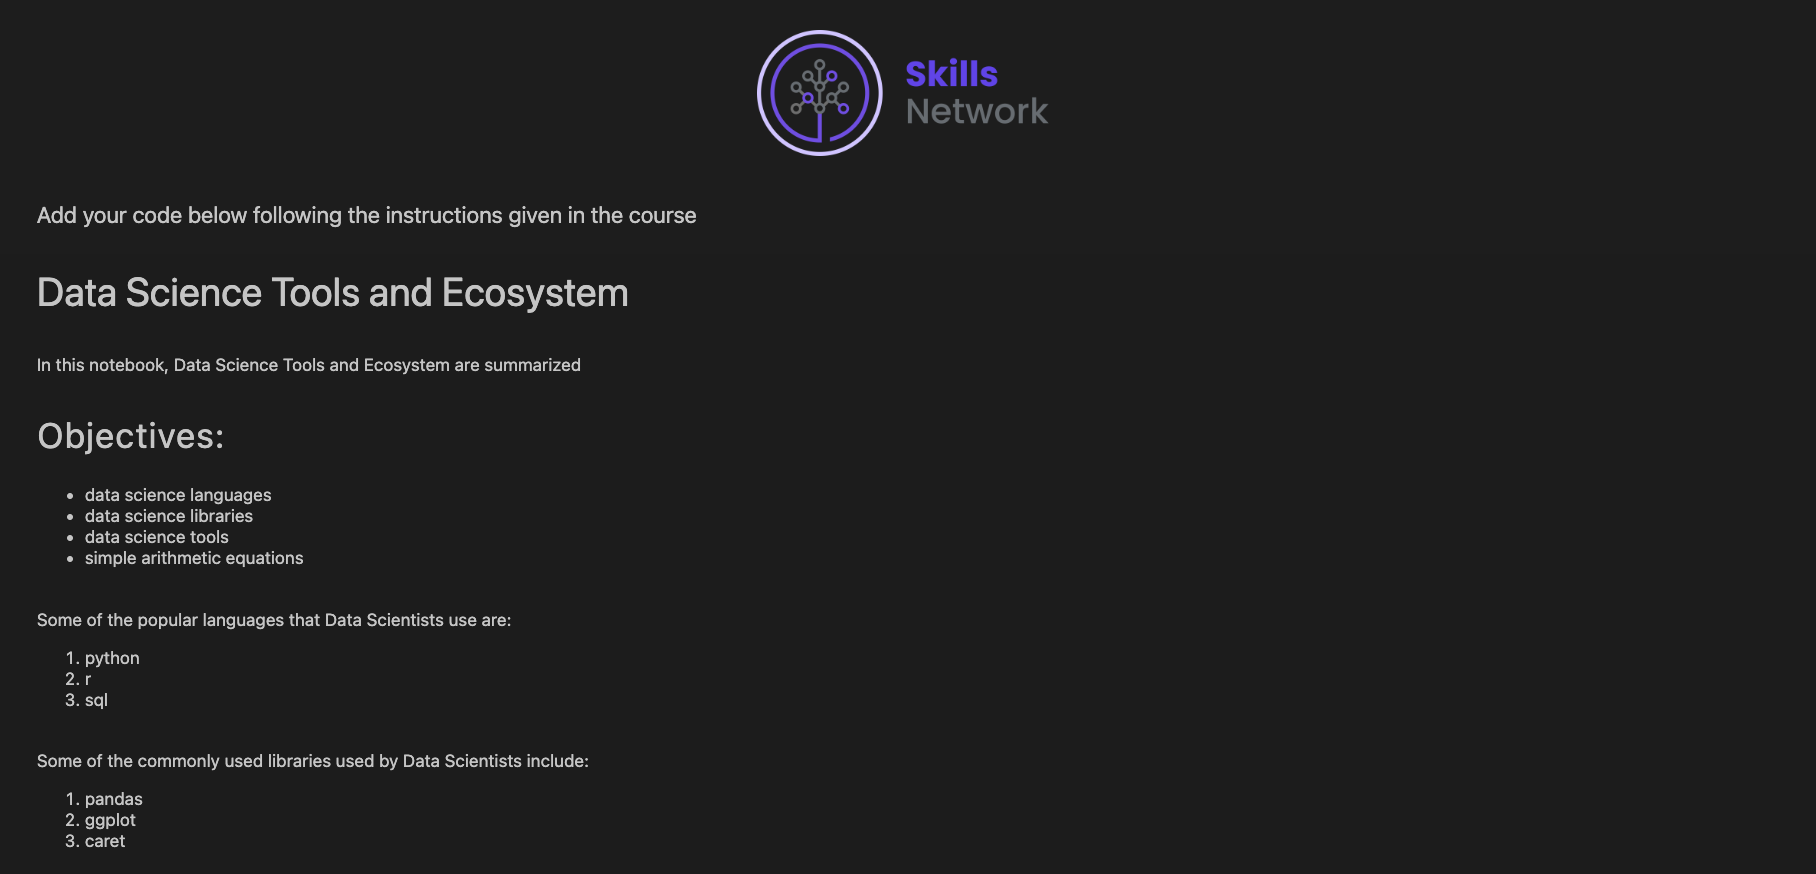 Skills
Network
Add your code below following the instructions given in the course
Data Science Tools and Ecosystem
In this notebook, Data Science Tools and Ecosystem are summarized
Objectives:
• data science languages
• data science libraries
• data science tools
• simple arithmetic equations
Some of the popular languages that Data Scientists use are:
1. python
2. r
3. sql
Some of the commonly used libraries used by Data Scientists include:
1. pandas
2. ggplot
3. caret